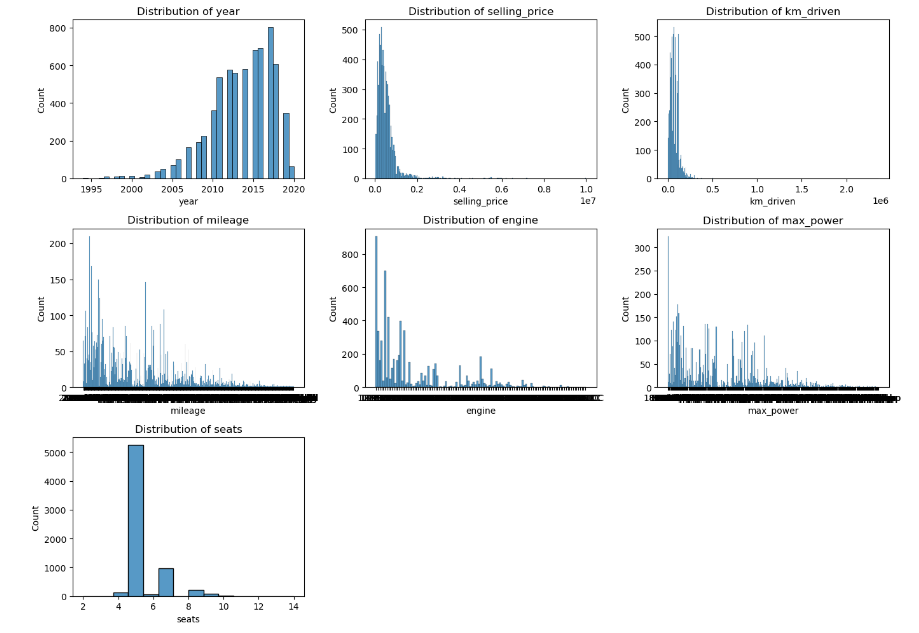 Distribution of year
Count
800
600
400
200
0
1995 2000 2005 2010 2015 2020
year
Distribution of selling_price
Count
500
400
300
200
100
0
0.0 0.2 0.4 0.6 0.8 1.0
1e7
selling_price
Distribution of km_driven
Count
500
400
300
200
100
0
0.0 0.5 1.0 1.5 2.0
1e6
km_driven
Distribution of mileage
Count
200
150
100
50
0
mileage
Distribution of engine
Count
800
600
400
200
0
engine
Distribution of max_power
Count
300
250
200
150
100
50
0
max_power
Distribution of seats
Count
5000
4000
3000
2000
1000
0
2 4 6 8 10 12 14
seats